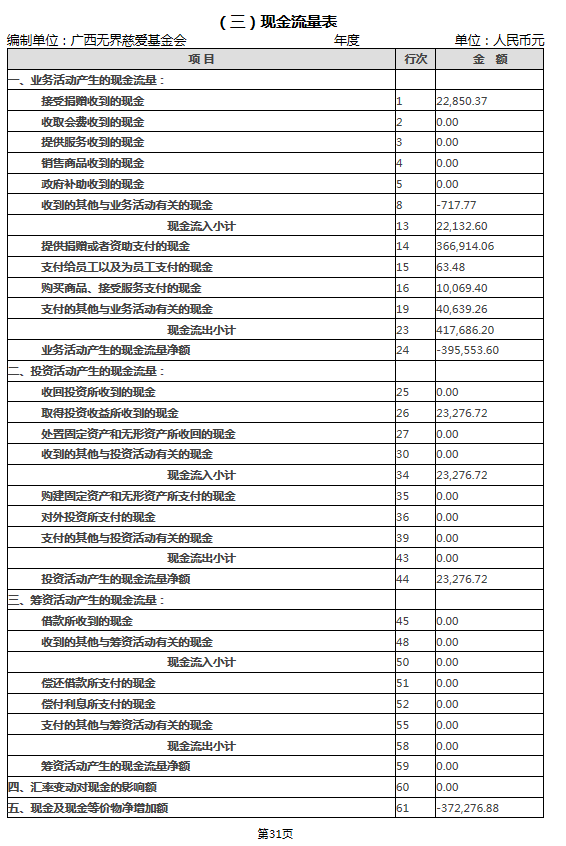 （三）现金流量表
编制单位：广西无界慈爱基金会 年度 单位：人民币元
项 目 行次 金 额
一、业务活动产生的现金流量：
接受捐赠收到的现金 1 22,850.37
收取会费收到的现金 2 0.00
提供服务收到的现金 3 0.00
销售商品收到的现金 4 0.00
政府补助收到的现金 5 0.00
收到的其他与业务活动有关的现金 8 -717.77
现金流入小计 13 22,132.60
提供捐赠或者资助支付的现金 14 366,914.06
支付给员工以及为员工支付的现金 15 63.48
购买商品、接受服务支付的现金 16 10,069.40
支付的其他与业务活动有关的现金 19 40,639.26
现金流出小计 23 417,686.20
业务活动产生的现金流量净额 24 -395,553.60
二、投资活动产生的现金流量：
收回投资所收到的现金 25 0.00
取得投资收益所收到的现金 26 23,276.72
处置固定资产和无形资产所收回的现金 27 0.00
收到的其他与投资活动有关的现金 30 0.00
现金流入小计 34 23,276.72
购建固定资产和无形资产所支付的现金 35 0.00
对外投资所支付的现金 36 0.00
支付的其他与投资活动有关的现金 39 0.00
现金流出小计 43 0.00
投资活动产生的现金流量净额 44 23,276.72
三、筹资活动产生的现金流量：
借款所收到的现金 45 0.00
收到的其他与筹资活动有关的现金 48 0.00
现金流入小计 50 0.00
偿还借款所支付的现金 51 0.00
偿付利息所支付的现金 52 0.00
支付的其他与筹资活动有关的现金 55 0.00
现金流出小计 58 0.00
筹资活动产生的现金流量净额 59 0.00
四、汇率变动对现金的影响额 60 0.00
五、现金及现金等价物净增加额 61 -372,276.88
第31页